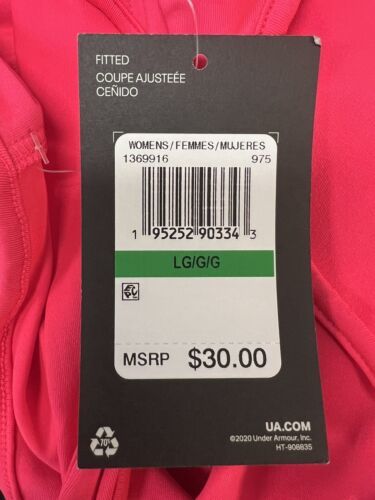 FITTED
COUPE AJUSTEÉE
CEÑIDO
WOMENS/FEMMES/MUJERES
1369916 975
1 95252 90334 3
LG/G/G
MSRP $30.00
70%
UA.COM
©2020 Under Armour, Inc.
HT-908835